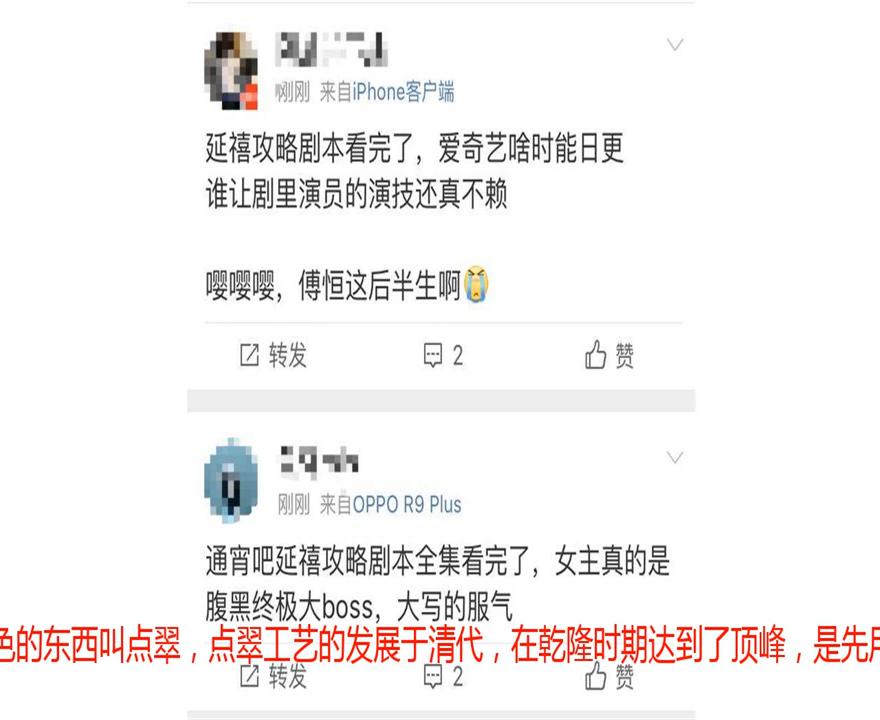 刚刚 来自iPhone客户端
延禧攻略剧本看完了，爱奇艺啥时能日更
谁让剧里演员的演技还真不赖
嘤嘤嘤，傅恒这后半生啊
转发 2 赞
刚刚 来自OPPO R9 Plus
通宵吧延禧攻略剧本全集看完了，女主真的是
腹黑终极大boss，大写的服气
色的东西叫点翠，点翠工艺的发展于清代，在乾隆时期达到了顶峰，是先用
转发 2 赞